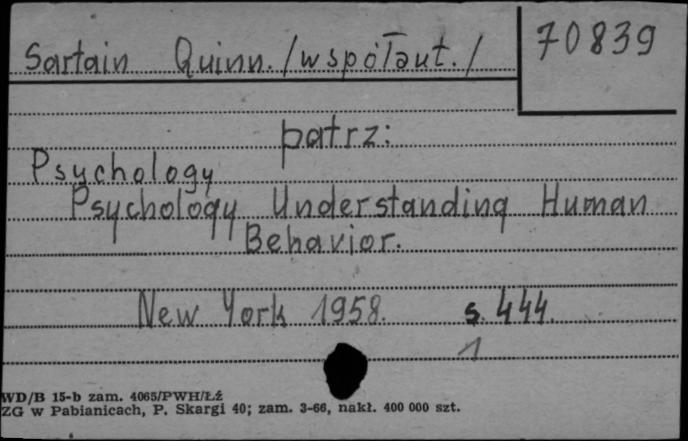 Sartain Quinn. /współaut./
70839
patrz:
Psychology
Psychology Understanding Human
Behavior.
New York 1958. s. 444.
1
WD/B 15-b zam. 4065/PWH/Łź
ZG w Pabianicach, P. Skargi 40; zam. 3-66, nakł. 400 000 szt.